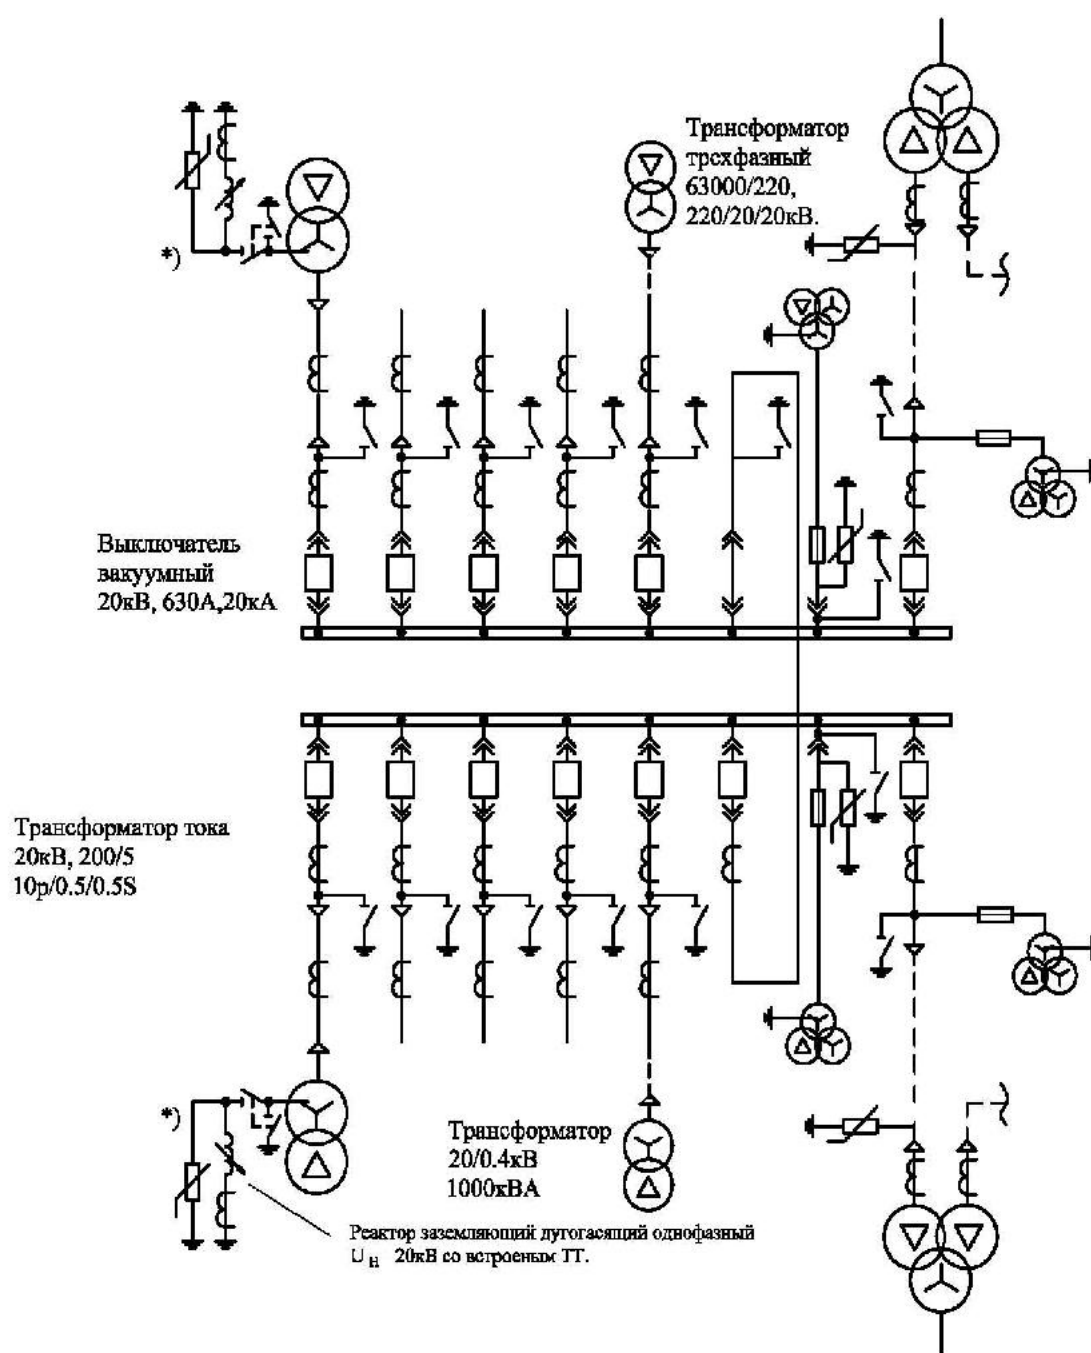 Трансформатор
трехфазный
63000/220,
220/20/20кВ.
*)
Выключатель
вакуумный
20кВ, 630А,20кА
Трансформатор тока
20кВ, 200/5
10р/0.5/0.5S
*)
Трансформатор
20/0.4кВ
1000кВА
Реактор заземляющий дугогасящий однофазный
U н 20кВ со встроеным ТТ.